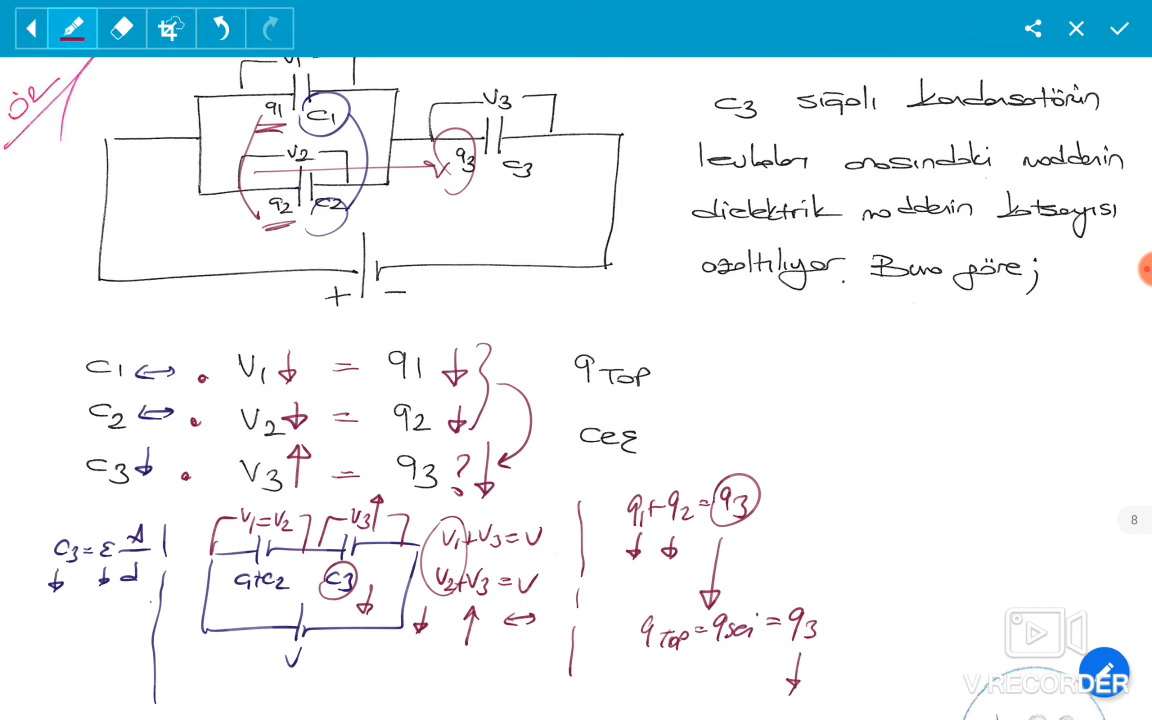 ÖR
V1
q1
C1
V3
V2
q3
C3
q2
C2
+ -
C3 sığalı kondansatörün
levhaları arasındaki maddenin
dielektrik maddenin katsayısı
azaltılıyor. Buna göre;
C1 ↔ . V1 ↓ = q1 ↓
C2 ↔ . V2 ↓ = q2 ↓
C3 ↓ . V3 ↑ = q3 ? ↓
qTOP
CEŞ
C3 = ε A/d
↓ ↓
V1=V2
V3 ↑
C1+C2
C3 ↓
V
V1+V3=V
V2+V3=V
↓ ↑ ↔
q1+q2=q3
↓ ↓
qTOP=qseri=q3
↓
8
V RECORDER